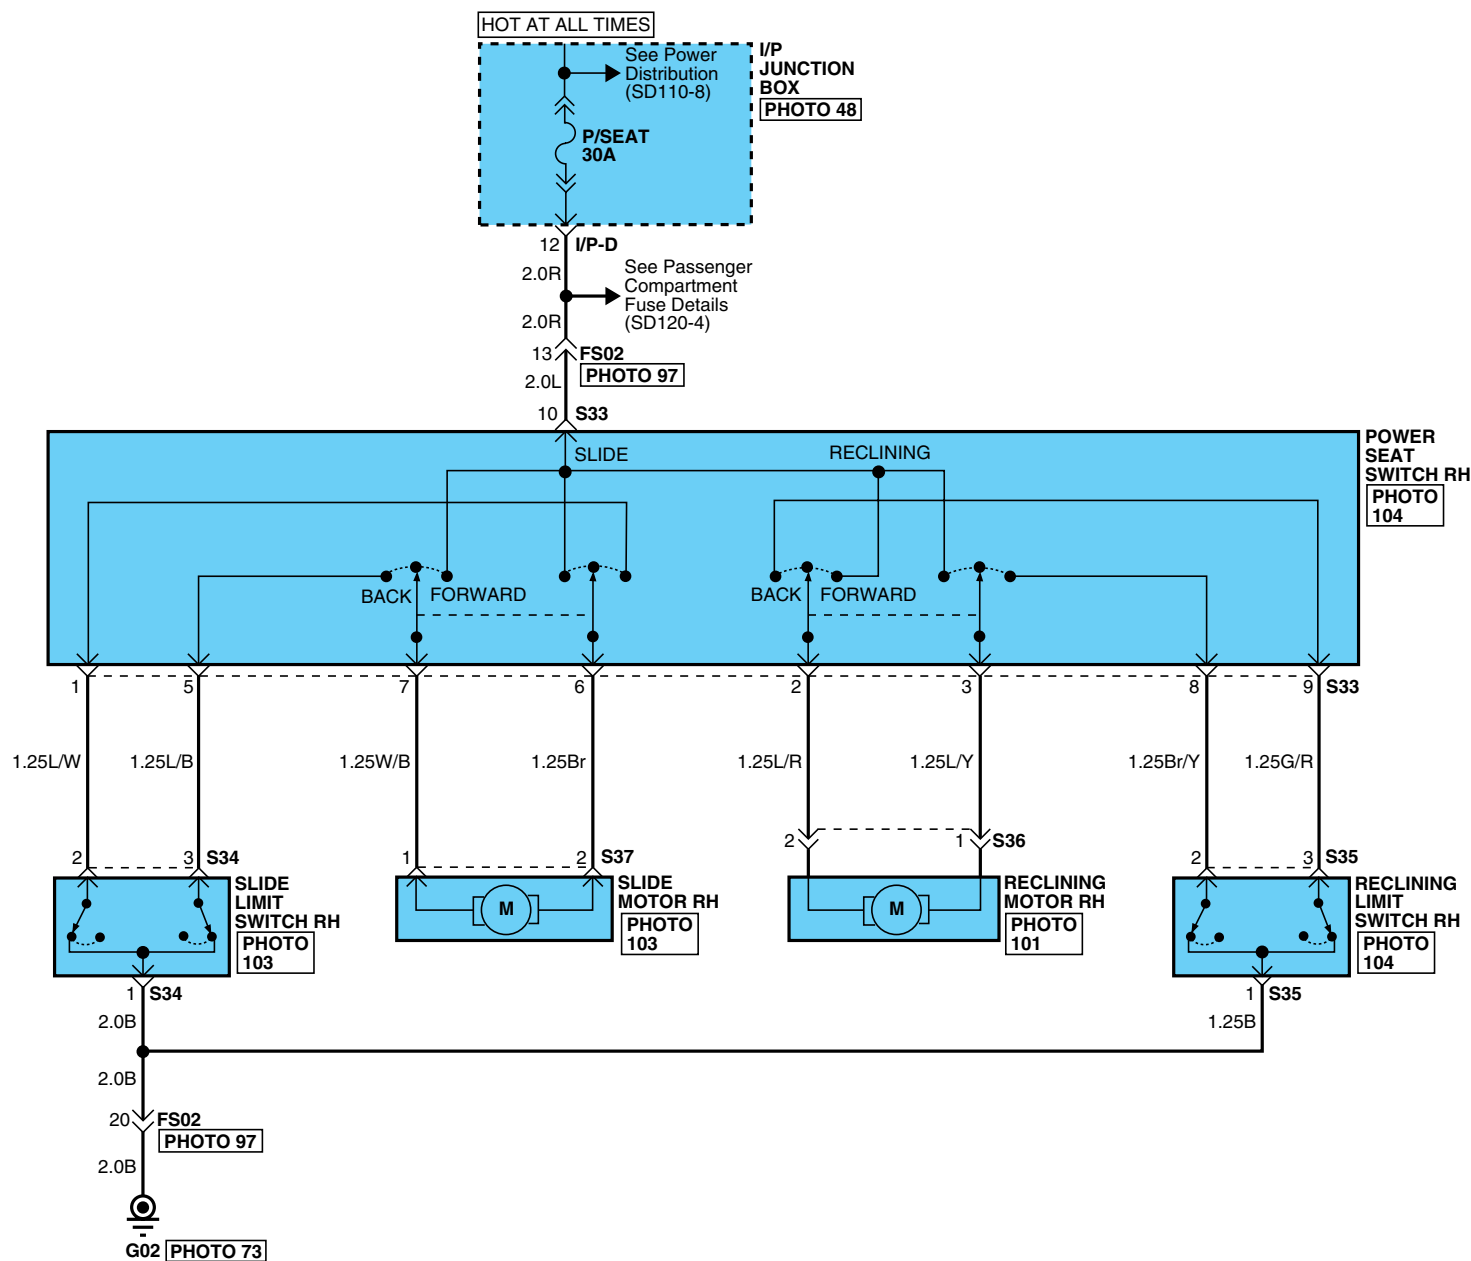 HOT AT ALL TIMES
See Power
Distribution
(SD110-8)
I/P
JUNCTION
BOX
PHOTO 48
P/SEAT
30A
12 I/P-D
2.0R
See Passenger
Compartment
Fuse Details
(SD120-4)
2.0R
13 FS02
PHOTO 97
2.0L
10 S33
POWER
SEAT
SWITCH RH
PHOTO
104
SLIDE
RECLINING
BACK FORWARD
BACK FORWARD
1 5 7 6 2 3 8 9 S33
1.25L/W 1.25L/B 1.25W/B 1.25Br 1.25L/R 1.25L/Y 1.25Br/Y 1.25G/R
2 1 S36
2 3 S34
1 2 S37
2 3 S35
SLIDE
LIMIT
SWITCH RH
PHOTO
103
M
SLIDE
MOTOR RH
PHOTO
103
M
RECLINING
MOTOR RH
PHOTO
101
RECLINING
LIMIT
SWITCH RH
PHOTO
104
1 S34
1 S35
2.0B
1.25B
2.0B
20 FS02
PHOTO 97
2.0B
G02 PHOTO 73